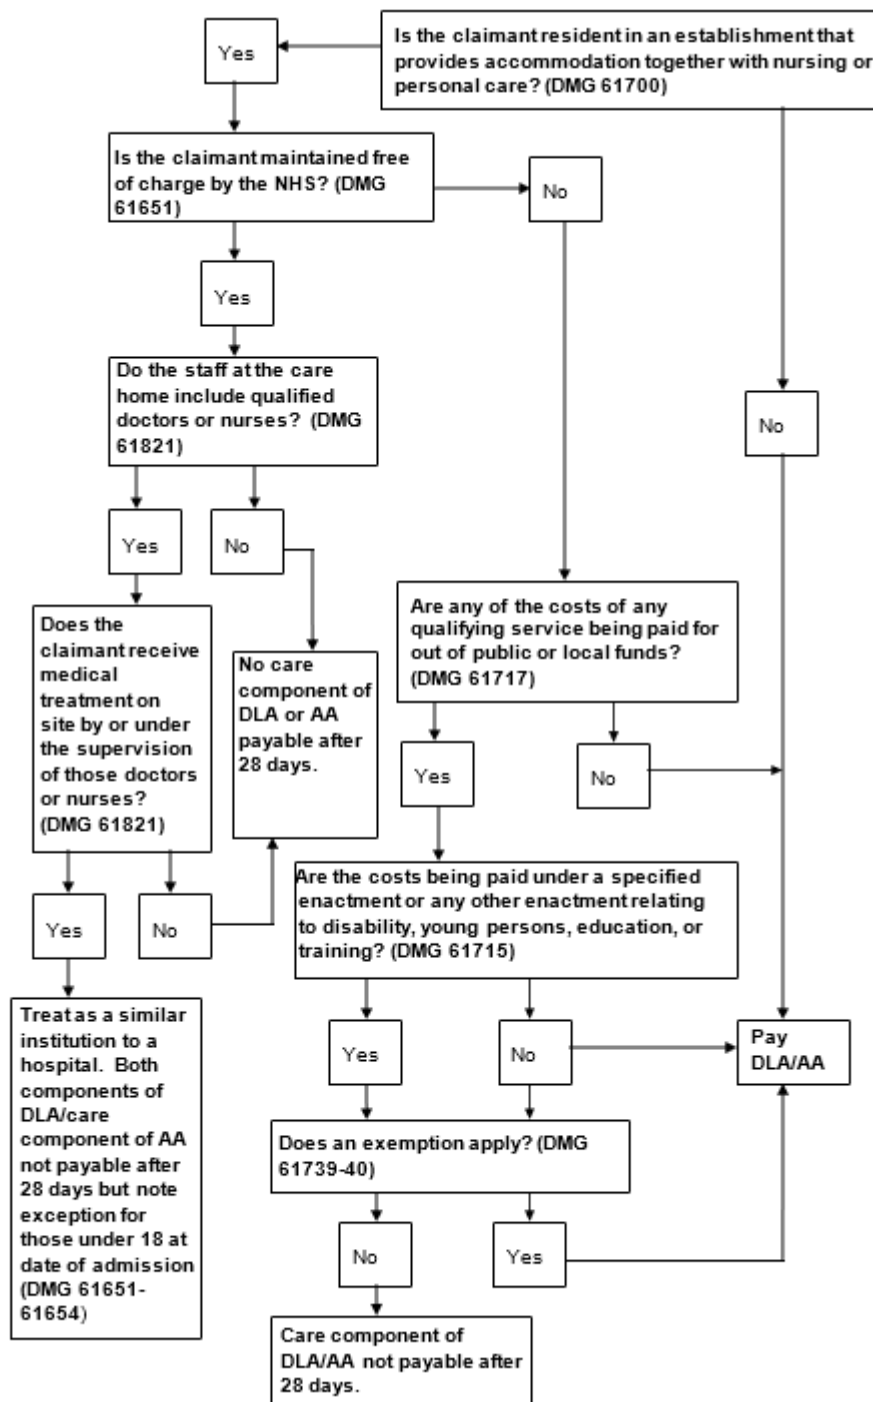 Is the claimant resident in an establishment that
provides accommodation together with nursing or
personal care? (DMG 61700)
Yes
Is the claimant maintained free
of charge by the NHS? (DMG
61651)
No
Yes
Do the staff at the care
home include qualified
doctors or nurses? (DMG
61821)
No
Yes
No
Does the
claimant receive
medical
treatment on
site by or under
the supervision
of those doctors
or nurses?
(DMG 61821)
No care
component of
DLA or AA
payable after
28 days.
Are any of the costs of any
qualifying service being paid for
out of public or local funds?
(DMG 61717)
Yes
No
Are the costs being paid under a specified
enactment or any other enactment relating
to disability, young persons, education, or
training? (DMG 61715)
Yes
No
Treat as a similar
institution to a
hospital. Both
components of
DLA/care
component of AA
not payable after
28 days but note
exception for
those under 18 at
date of admission
(DMG 61651-
61654)
Yes
No
Pay
DLA/AA
Does an exemption apply? (DMG
61739-40)
No
Yes
Care component of
DLA/AA not payable after
28 days.